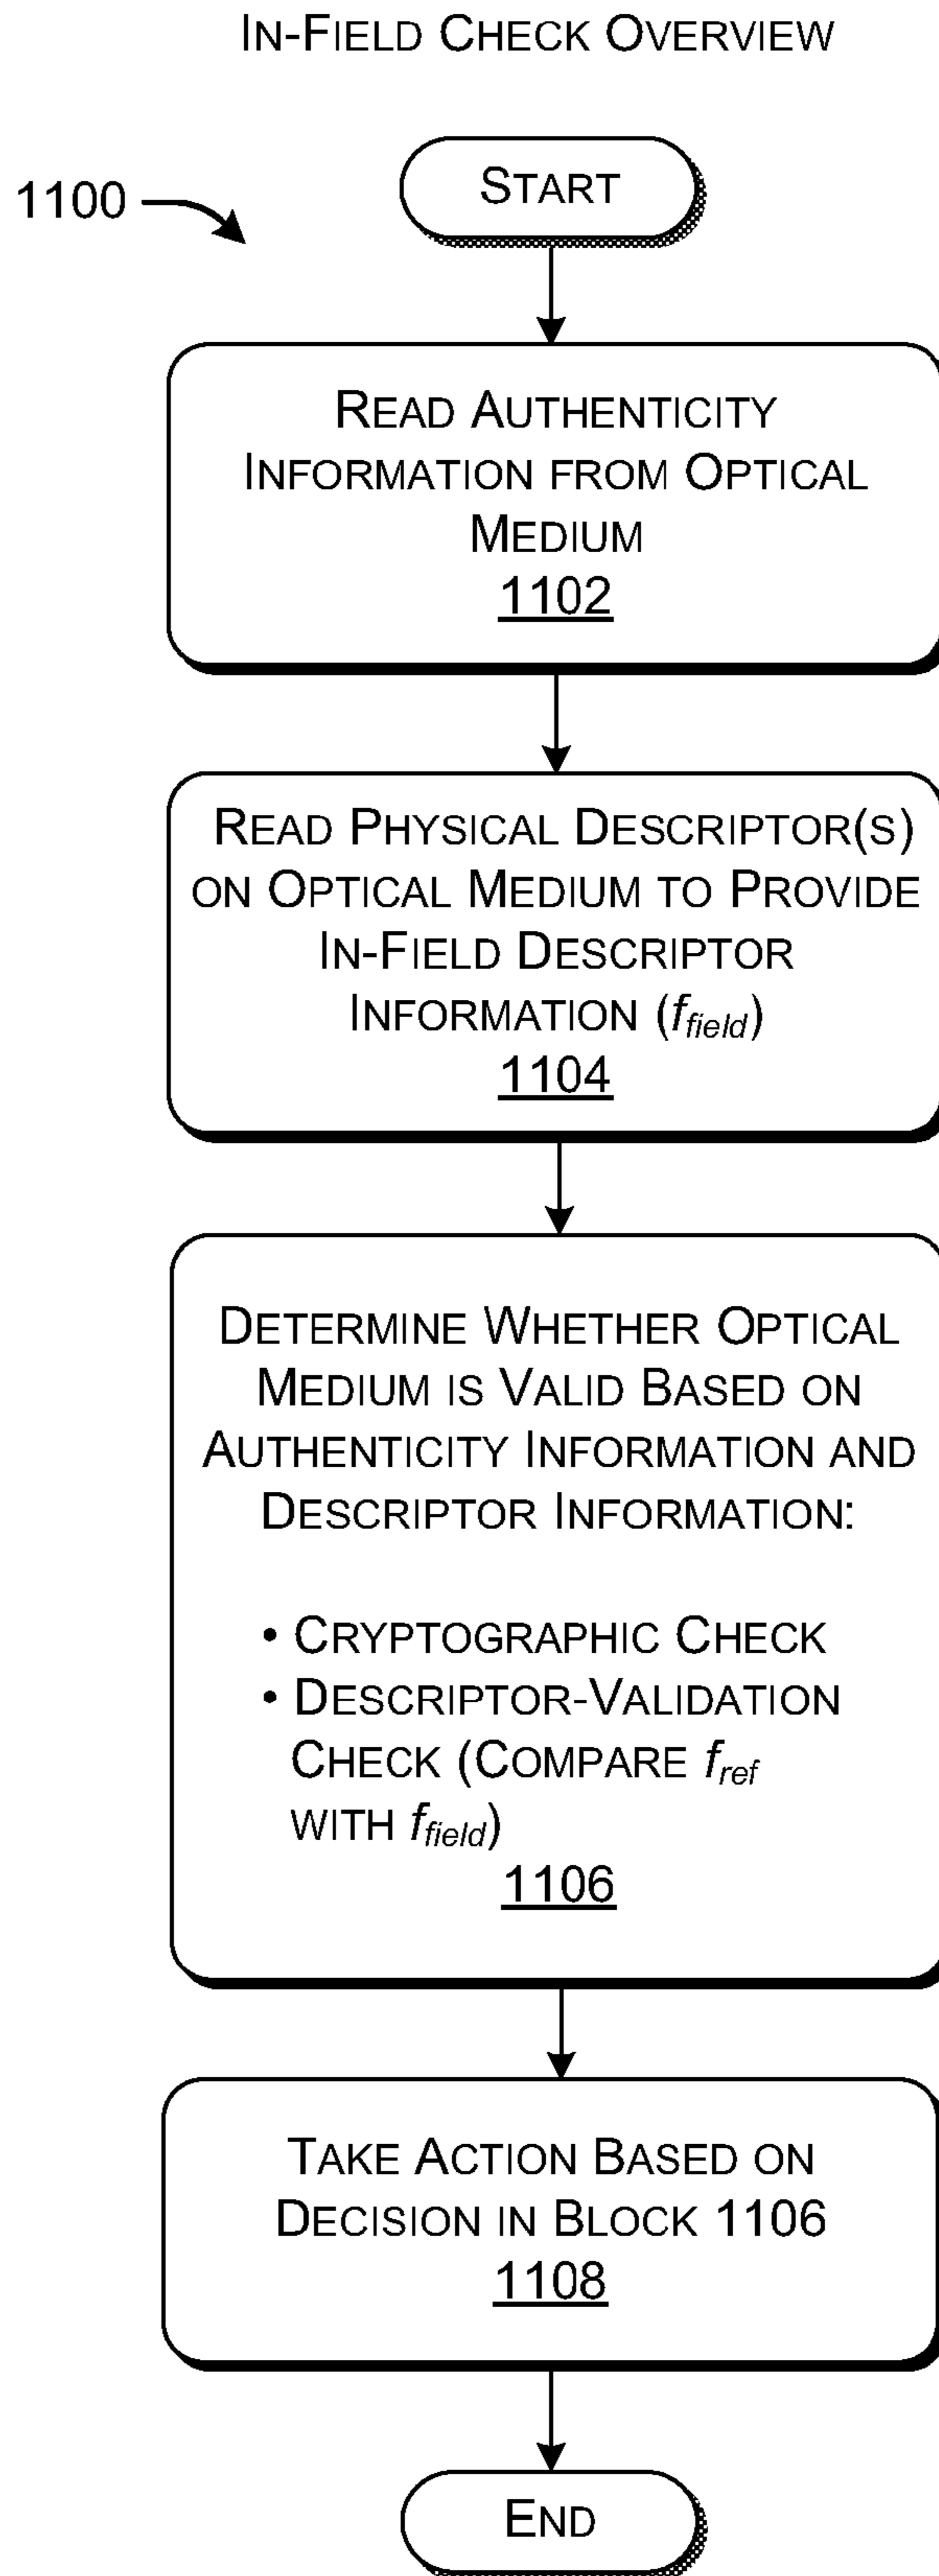 IN-FIELD CHECK OVERVIEW
1100
START
READ AUTHENTICITY
INFORMATION FROM OPTICAL
MEDIUM
1102
READ PHYSICAL DESCRIPTOR(S)
ON OPTICAL MEDIUM TO PROVIDE
IN-FIELD DESCRIPTOR
INFORMATION (f_field)
1104
DETERMINE WHETHER OPTICAL
MEDIUM IS VALID BASED ON
AUTHENTICITY INFORMATION AND
DESCRIPTOR INFORMATION:
• CRYPTOGRAPHIC CHECK
• DESCRIPTOR-VALIDATION
CHECK (COMPARE f_ref
WITH f_field)
1106
TAKE ACTION BASED ON
DECISION IN BLOCK 1106
1108
END